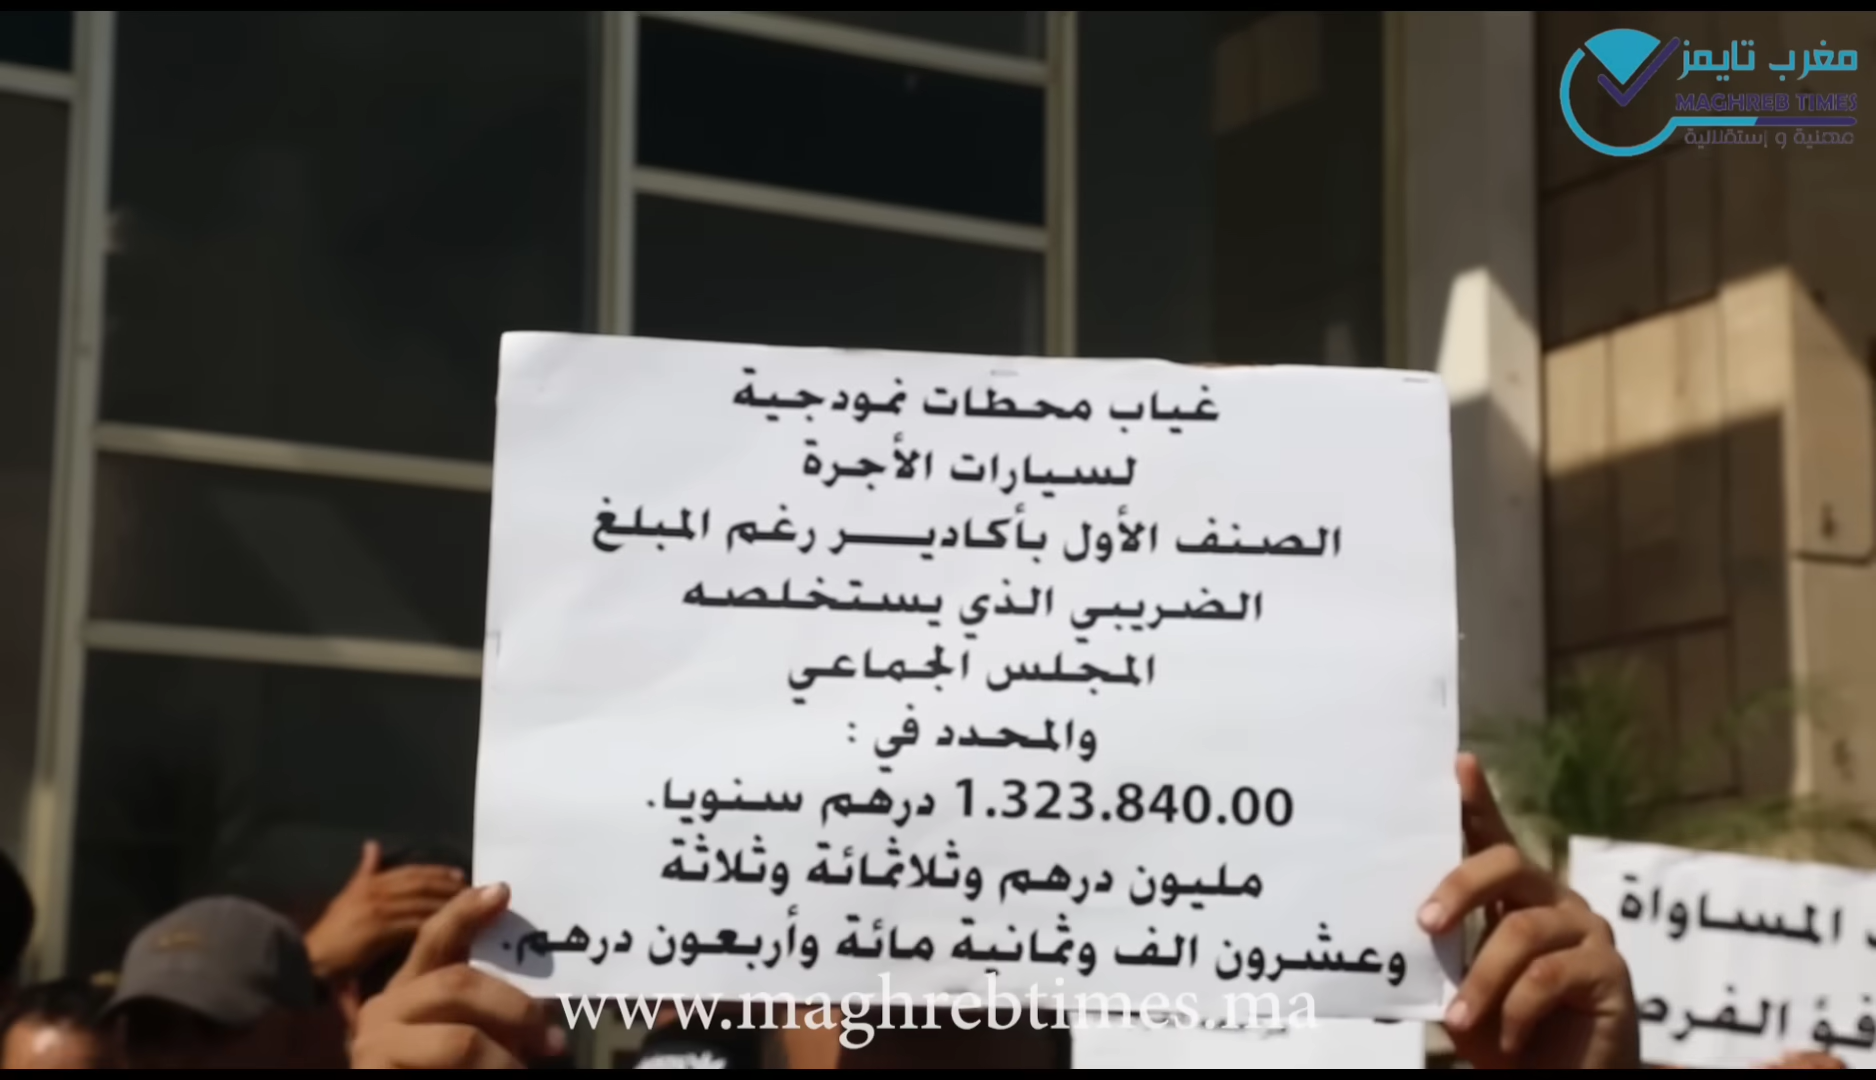 مغرب تايمز
MAGHREB TIMES
مهنية و إستقلالية
غياب محطات نمودجية
لسيارات الأجرة
الصنف الأول بأكاديـــر رغم المبلغ
الضريبي الذي يستخلصه
المجلس الجماعي
والمحدد في :
1.323.840.00 درهم سنويا.
مليون درهم وثلاثمائة وثلاثة
وعشرون الف وثمانية مائة وأربعون درهم.
المساواة
الفرص
www.maghrebtimes.ma